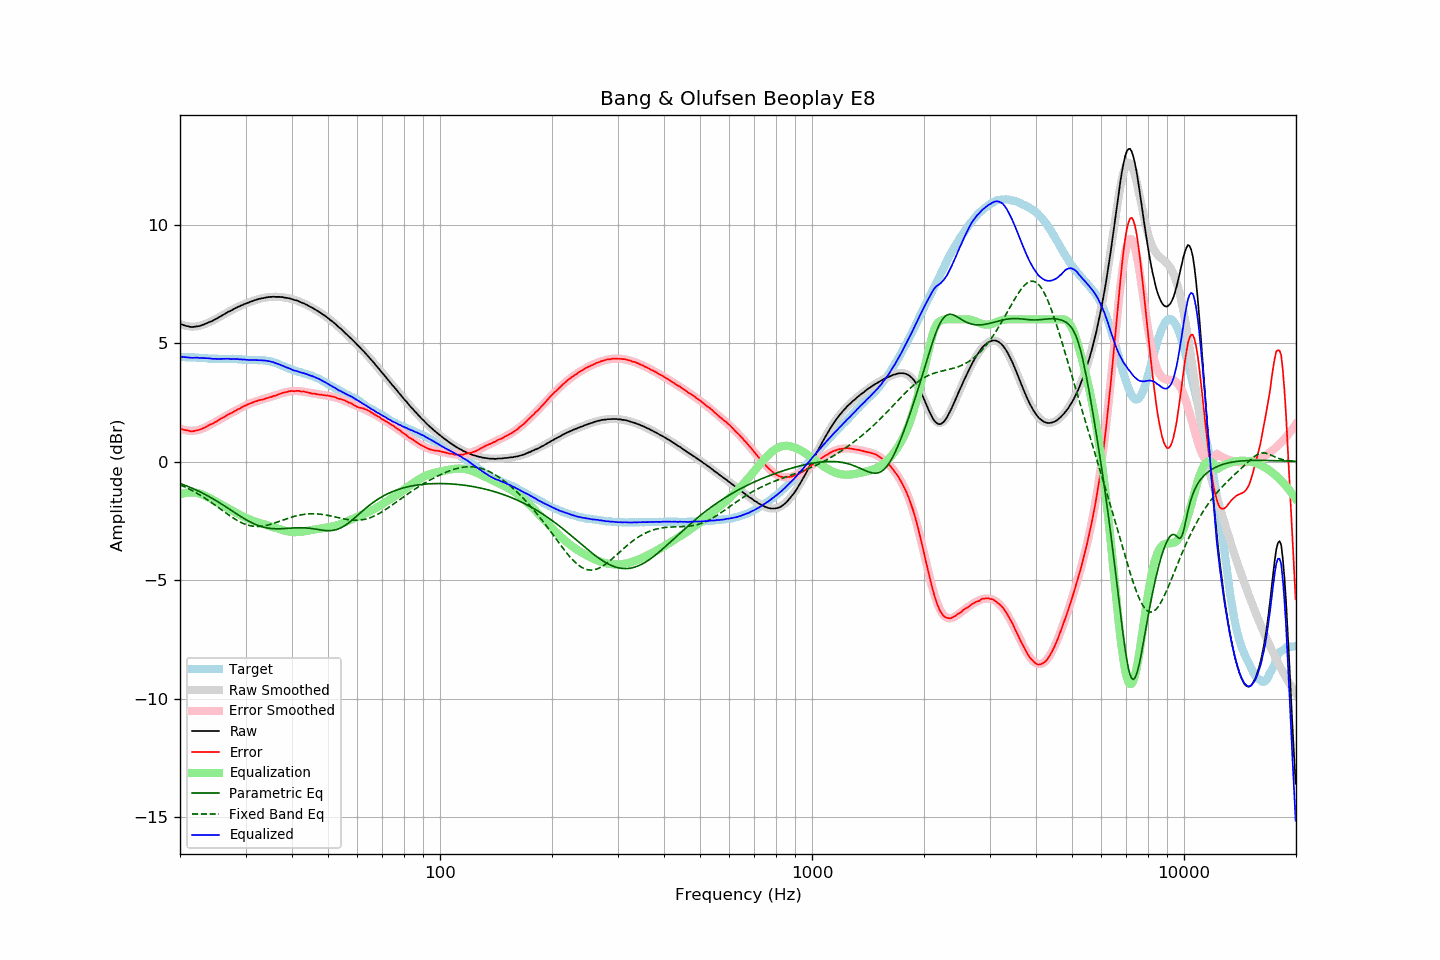 Bang & Olufsen Beoplay E8
Amplitude (dBr)
10
5
0
−5
−10
−15
Target
Raw Smoothed
Error Smoothed
Raw
Error
Equalization
Parametric Eq
Fixed Band Eq
Equalized
100
1000
10000
Frequency (Hz)